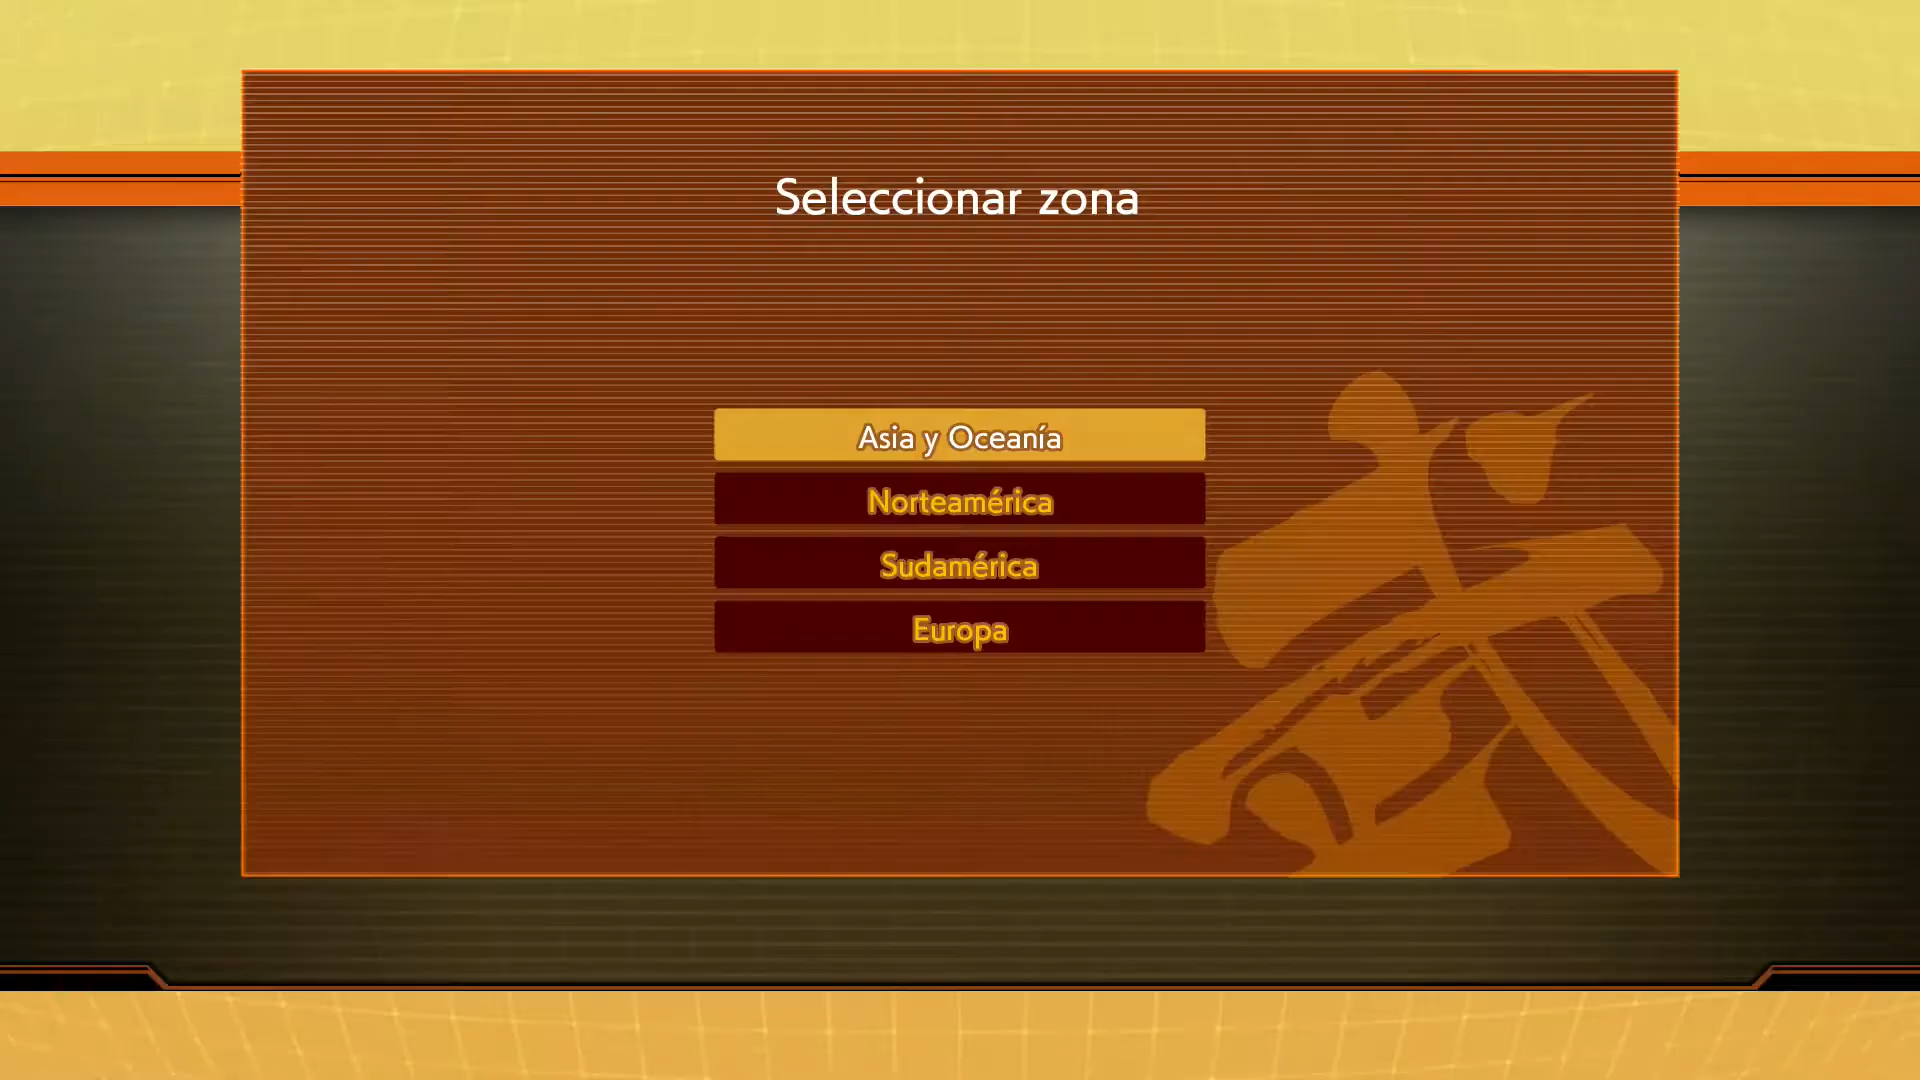 Seleccionar zona
Asia y Oceanía
Norteamérica
Sudamérica
Europa